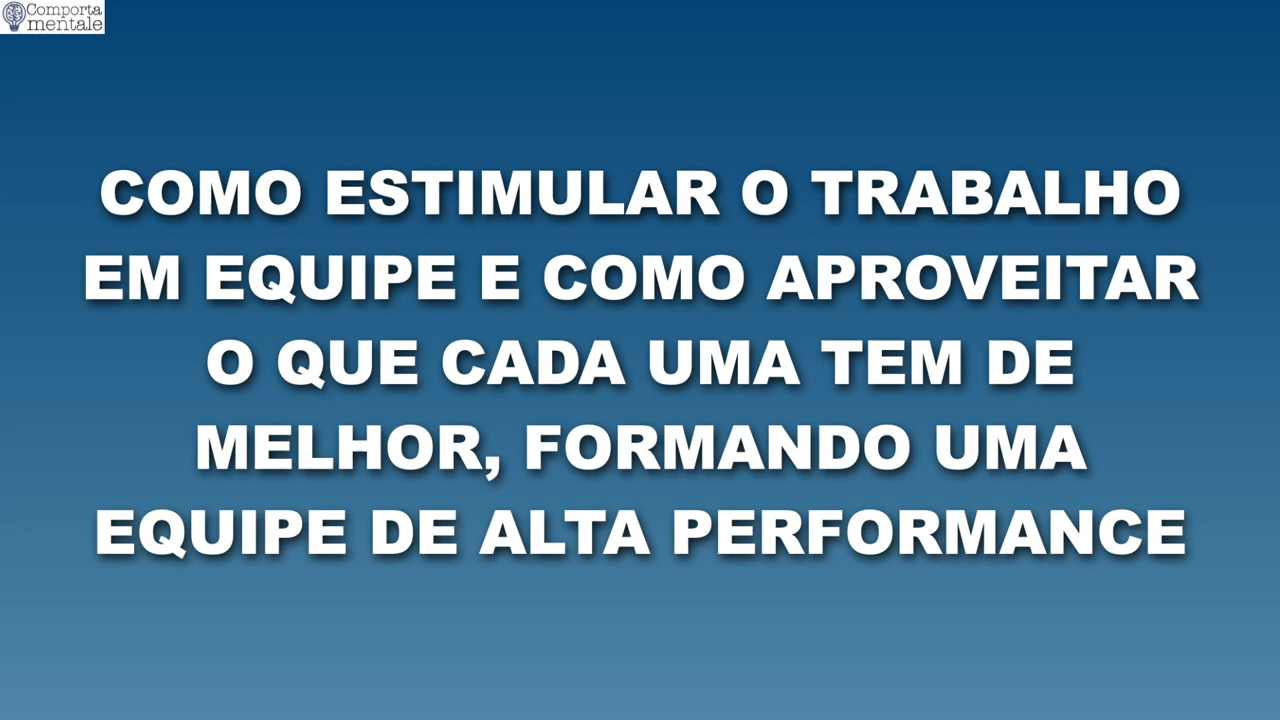 Comporta
mentale
COMO ESTIMULAR O TRABALHO
EM EQUIPE E COMO APROVEITAR
O QUE CADA UMA TEM DE
MELHOR, FORMANDO UMA
EQUIPE DE ALTA PERFORMANCE